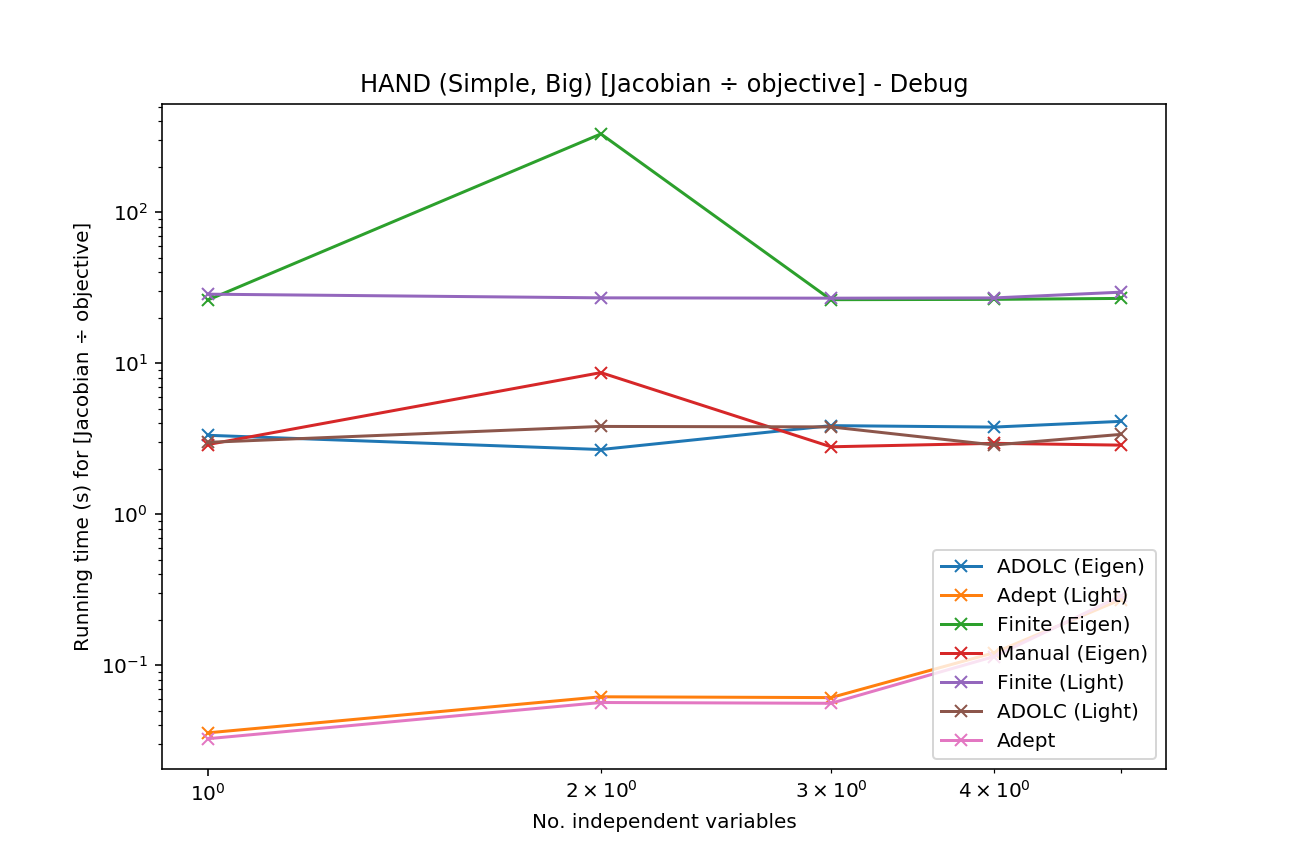 HAND (Simple, Big) [Jacobian ÷ objective] - Debug
Running time (s) for [Jacobian ÷ objective]
10²
10¹
10⁰
10⁻¹
ADOLC (Eigen)
Adept (Light)
Finite (Eigen)
Manual (Eigen)
Finite (Light)
ADOLC (Light)
Adept
10⁰ 2 × 10⁰ 3 × 10⁰ 4 × 10⁰
No. independent variables